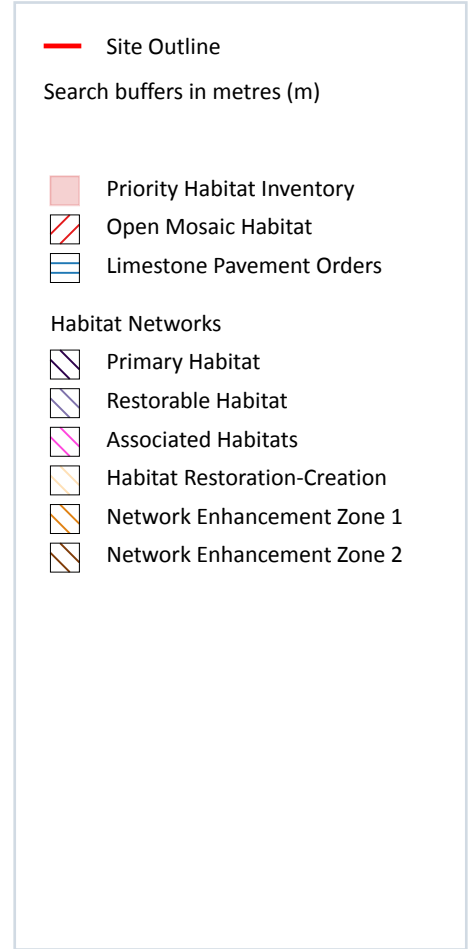 Site Outline
Search buffers in metres (m)
Priority Habitat Inventory
Open Mosaic Habitat
Limestone Pavement Orders
Habitat Networks
Primary Habitat
Restorable Habitat
Associated Habitats
Habitat Restoration-Creation
Network Enhancement Zone 1
Network Enhancement Zone 2